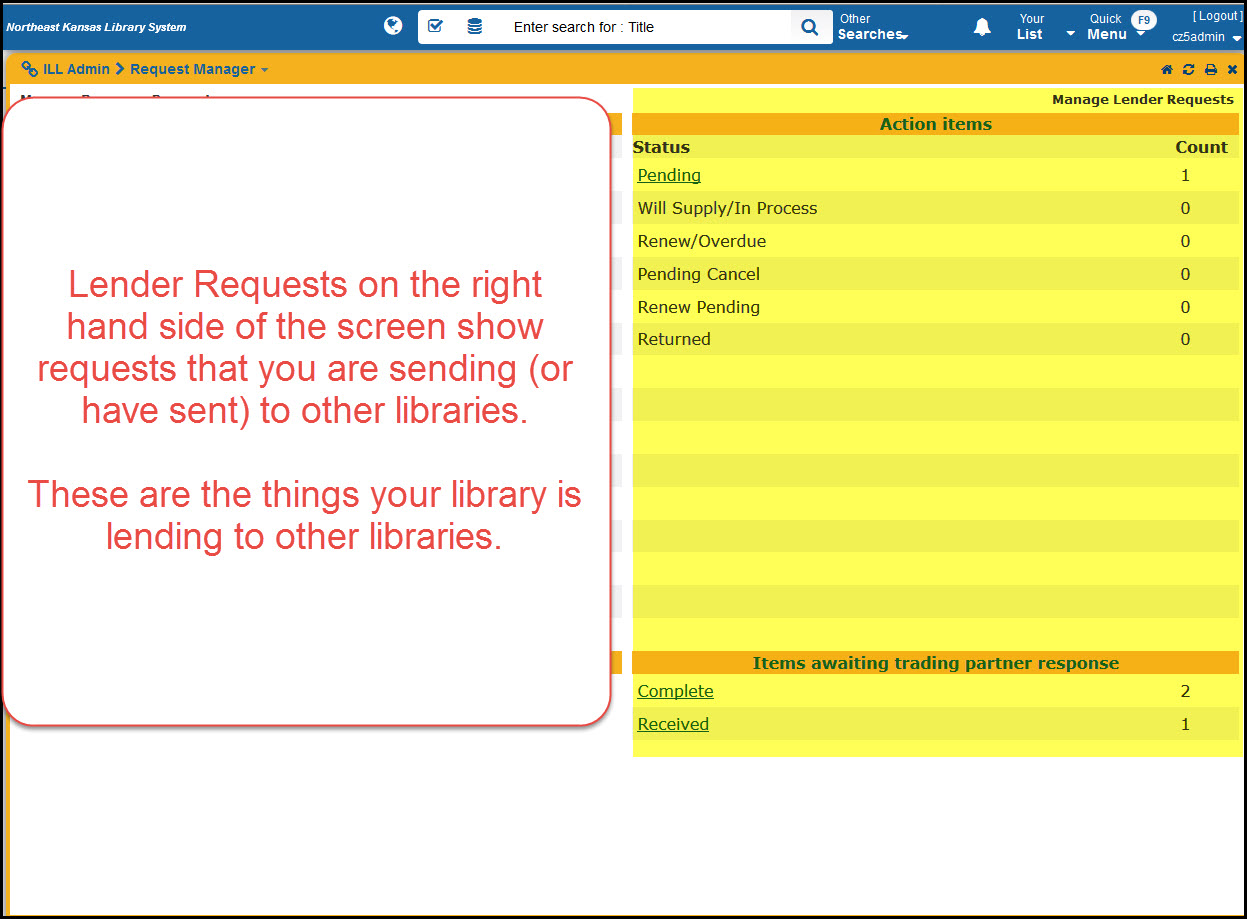 Northeast Kansas Library System
Enter search for : Title
Other
Searches
Your
List
Quick
Menu
F9
[ Logout ]
cz5admin
ILL Admin
Request Manager
Manage Lender Requests
Lender Requests on the right
hand side of the screen show
requests that you are sending (or
have sent) to other libraries.
These are the things your library is
lending to other libraries.
Action items
Status Count
Pending 1
Will Supply/In Process 0
Renew/Overdue 0
Pending Cancel 0
Renew Pending 0
Returned 0
Items awaiting trading partner response
Complete 2
Received 1